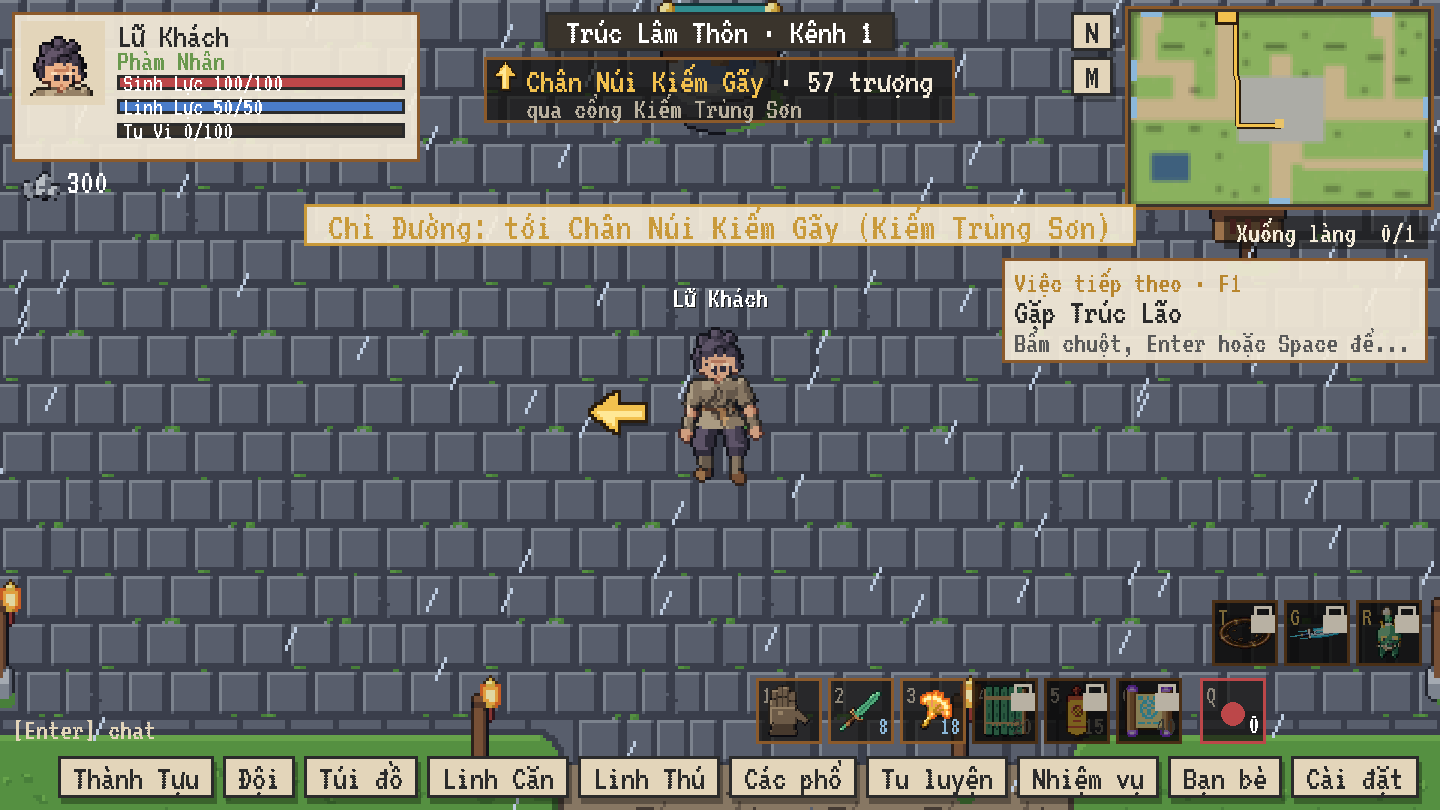 Lữ Khách
Phàm Nhân
Sinh Lực 100/100
Linh Lực 50/50
Tu Vi 0/100
300
Trúc Lâm Thôn · Kênh 1
Chân Núi Kiếm Gãy · 57 trượng
qua cổng Kiếm Trủng Sơn
N
M
Chỉ Đường: tới Chân Núi Kiếm Gãy (Kiếm Trủng Sơn)
Xuống làng 0/1
Việc tiếp theo · F1
Gặp Trúc Lão
Bấm chuột, Enter hoặc Space để...
Lữ Khách
T
G
R
1
2
8
3
18
5
15
Q
0
[Enter] chat
Thành Tựu
Đội
Túi đồ
Linh Căn
Linh Thú
Các phổ
Tu luyện
Nhiệm vụ
Bạn bè
Cài đặt